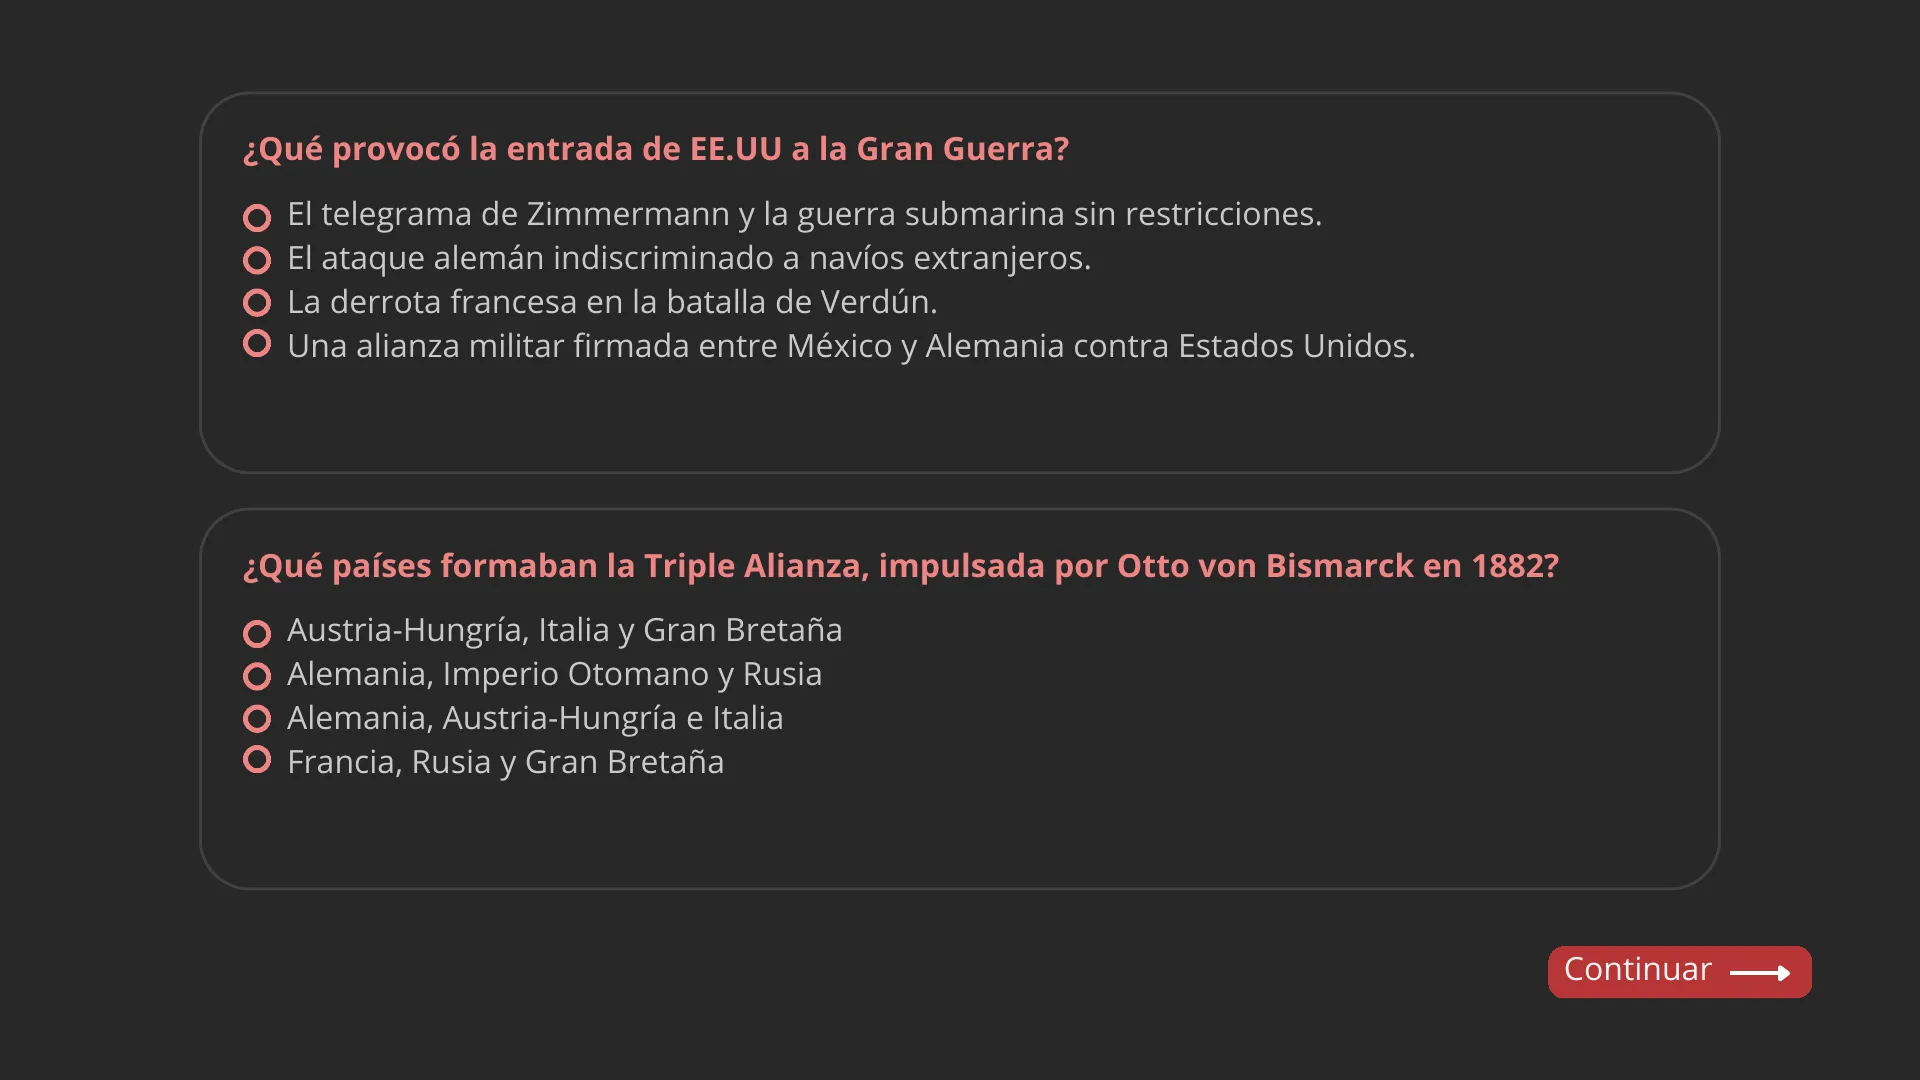 ¿Qué provocó la entrada de EE.UU a la Gran Guerra?
El telegrama de Zimmermann y la guerra submarina sin restricciones.
El ataque alemán indiscriminado a navíos extranjeros.
La derrota francesa en la batalla de Verdún.
Una alianza militar firmada entre México y Alemania contra Estados Unidos.
¿Qué países formaban la Triple Alianza, impulsada por Otto von Bismarck en 1882?
Austria-Hungría, Italia y Gran Bretaña
Alemania, Imperio Otomano y Rusia
Alemania, Austria-Hungría e Italia
Francia, Rusia y Gran Bretaña
Continuar